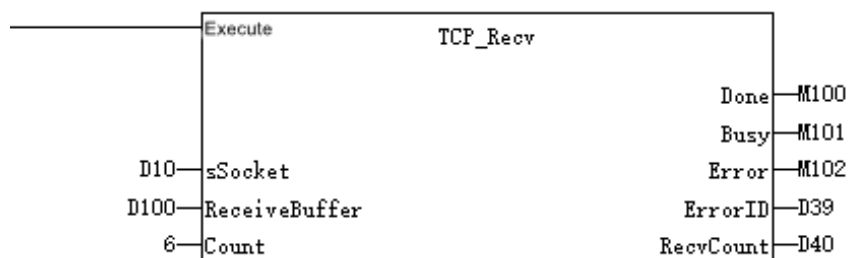 Execute
TCP_Recv
Done M100
Busy M101
D10 sSocket Error M102
D100 ReceiveBuffer ErrorID D39
6 Count RecvCount D40